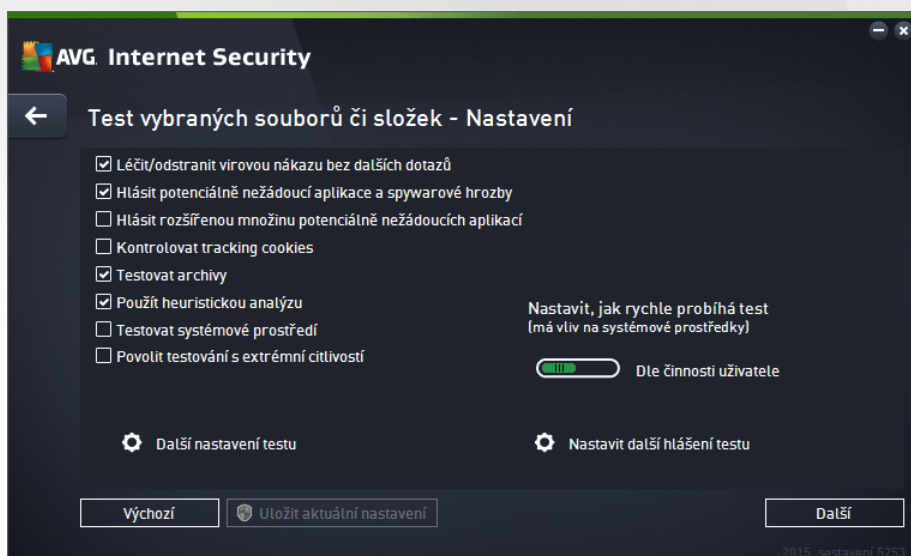 AVG. Internet Security
Test vybraných souborů či složek - Nastavení
Léčit/odstranit virovou nákazu bez dalších dotazů
Hlásit potenciálně nežádoucí aplikace a spywarové hrozby
Hlásit rozšířenou množinu potenciálně nežádoucích aplikací
Kontrolovat tracking cookies
Testovat archivy
Použít heuristickou analýzu
Testovat systémové prostředí
Povolit testování s extrémní citlivostí
Nastavit, jak rychle probíhá test
(má vliv na systémové prostředky)
Dle činnosti uživatele
Další nastavení testu
Nastavit další hlášení testu
Výchozí
Uložit aktuální nastavení
Další
2015, sestavení 5253